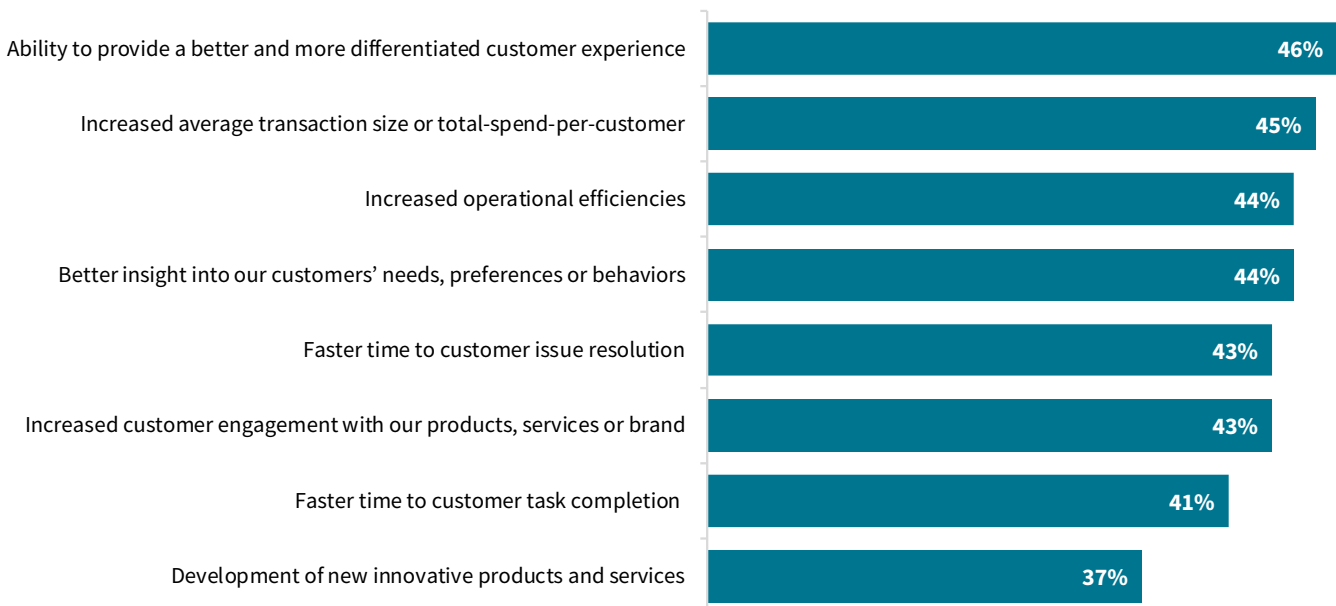 Ability to provide a better and more differentiated customer experience 46%
Increased average transaction size or total-spend-per-customer 45%
Increased operational efficiencies 44%
Better insight into our customers’ needs, preferences or behaviors 44%
Faster time to customer issue resolution 43%
Increased customer engagement with our products, services or brand 43%
Faster time to customer task completion 41%
Development of new innovative products and services 37%